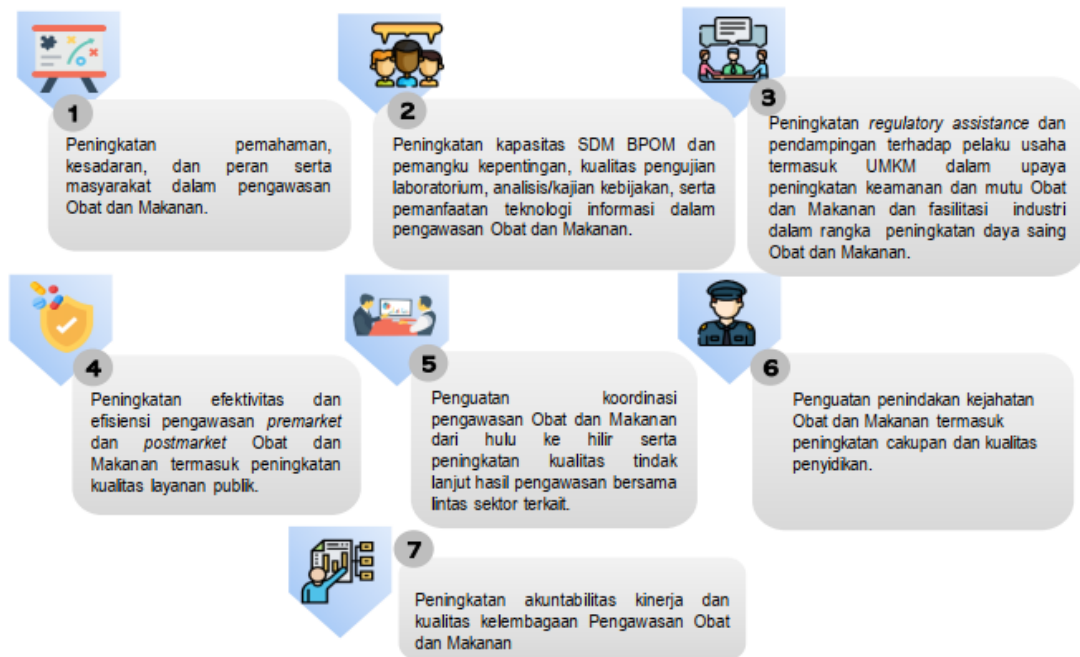 1
Peningkatan pemahaman,
kesadaran, dan peran serta
masyarakat dalam pengawasan
Obat dan Makanan.
2
Peningkatan kapasitas SDM BPOM dan
pemangku kepentingan, kualitas pengujian
laboratorium, analisis/kajian kebijakan, serta
pemanfaatan teknologi informasi dalam
pengawasan Obat dan Makanan.
3
Peningkatan regulatory assistance dan
pendampingan terhadap pelaku usaha
termasuk UMKM dalam upaya
peningkatan keamanan dan mutu Obat
dan Makanan dan fasilitasi industri
dalam rangka peningkatan daya saing
Obat dan Makanan.
4
Peningkatan efektivitas dan
efisiensi pengawasan premarket
dan postmarket Obat dan
Makanan termasuk peningkatan
kualitas layanan publik.
5
Penguatan koordinasi
pengawasan Obat dan Makanan
dari hulu ke hilir serta
peningkatan kualitas tindak
lanjut hasil pengawasan bersama
lintas sektor terkait.
6
Penguatan penindakan kejahatan
Obat dan Makanan termasuk
peningkatan cakupan dan kualitas
penyidikan.
7
Peningkatan akuntabilitas kinerja dan
kualitas kelembagaan Pengawasan Obat
dan Makanan